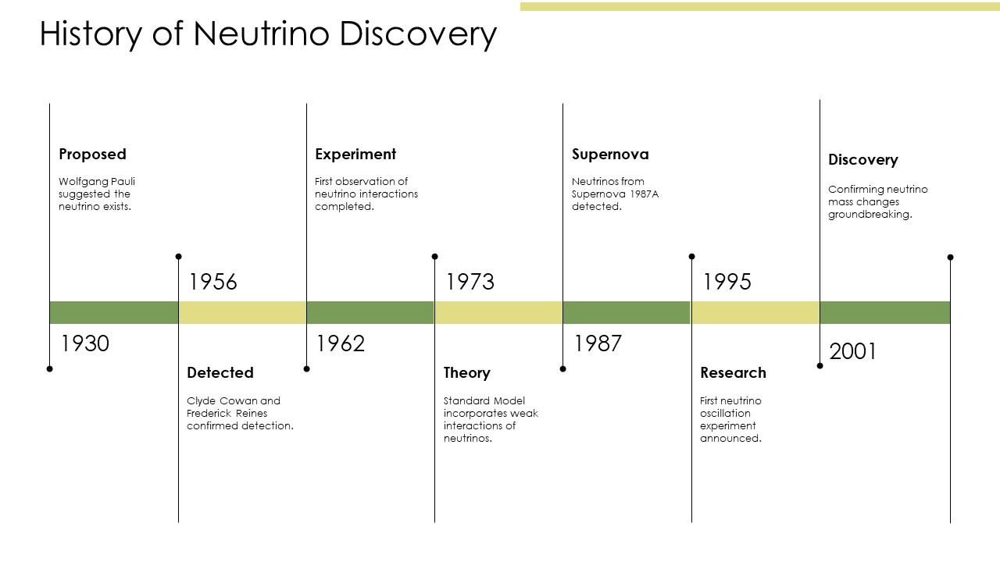 History of Neutrino Discovery
Proposed
Wolfgang Pauli
suggested the
neutrino exists.
1930
1956
Detected
Clyde Cowan and
Frederick Reines
confirmed detection.
Experiment
First observation of
neutrino interactions
completed.
1962
1973
Theory
Standard Model
incorporates weak
interactions of
neutrinos.
Supernova
Neutrinos from
Supernova 1987A
detected.
1987
1995
Research
First neutrino
oscillation
experiment
announced.
Discovery
Confirming neutrino
mass changes
groundbreaking.
2001